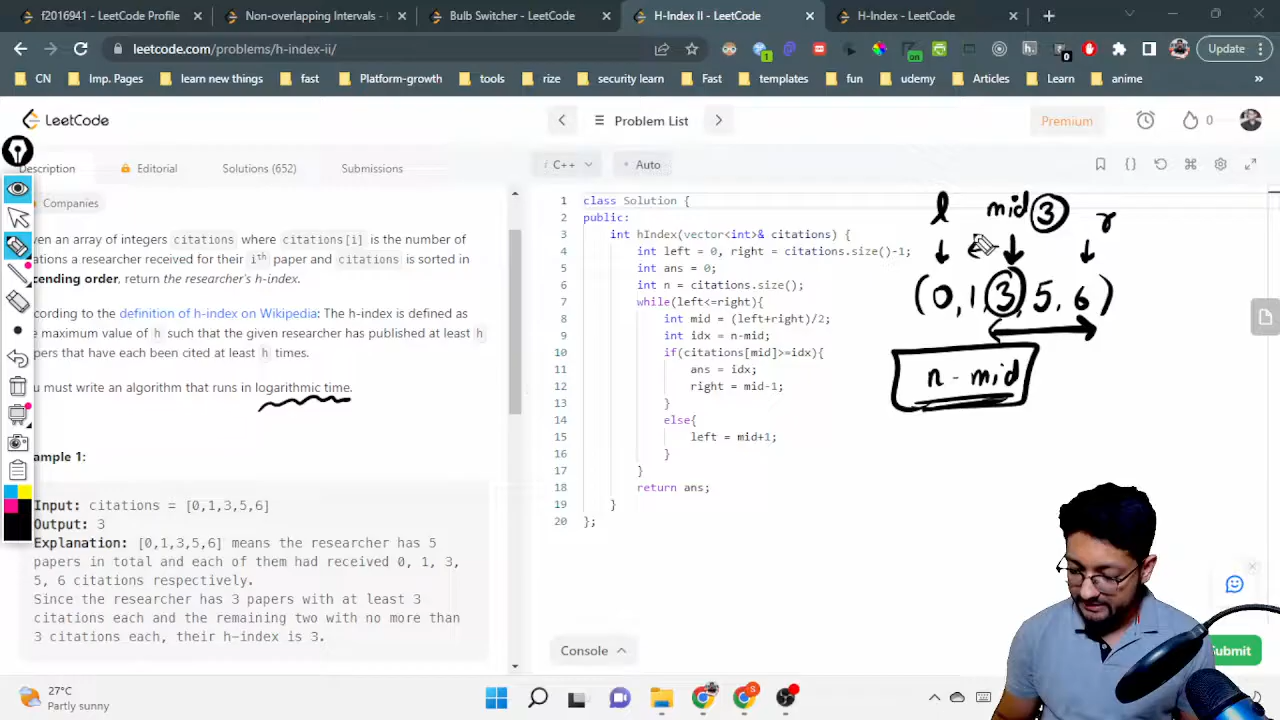 f2016941 - LeetCode Profile
Non-overlapping Intervals -
Bulb Switcher - LeetCode
H-Index II - LeetCode
H-Index - LeetCode
leetcode.com/problems/h-index-ii/
1
on
0
Update
CN
Imp. Pages
learn new things
fast
Platform-growth
tools
rize
security learn
Fast
templates
fun
udemy
Articles
Learn
anime
»
LeetCode
Problem List
Premium
0
Description
Editorial
Solutions (652)
Submissions
i C++
Auto
Companies
ven an array of integers citations where citations[i] is the number of
ations a researcher received for their ith paper and citations is sorted in
cending order, return the researcher's h-index.
cording to the definition of h-index on Wikipedia: The h-index is defined as
e maximum value of h such that the given researcher has published at least h
pers that have each been cited at least h times.
u must write an algorithm that runs in logarithmic time.
ample 1:
Input: citations = [0,1,3,5,6]
Output: 3
Explanation: [0,1,3,5,6] means the researcher has 5
papers in total and each of them had received 0, 1, 3,
5, 6 citations respectively.
Since the researcher has 3 papers with at least 3
citations each and the remaining two with no more than
3 citations each, their h-index is 3.
1 class Solution {
2 public:
3 int hIndex(vector<int>& citations) {
4 int left = 0, right = citations.size()-1;
5 int ans = 0;
6 int n = citations.size();
7 while(left<=right){
8 int mid = (left+right)/2;
9 int idx = n-mid;
10 if(citations[mid]>=idx){
11 ans = idx;
12 right = mid-1;
13 }
14 else{
15 left = mid+1;
16 }
17 }
18 return ans;
19 }
20 };
l mid 3 r
(0,1,3,5,6)
n - mid
Console
ubmit
27°C
Partly sunny